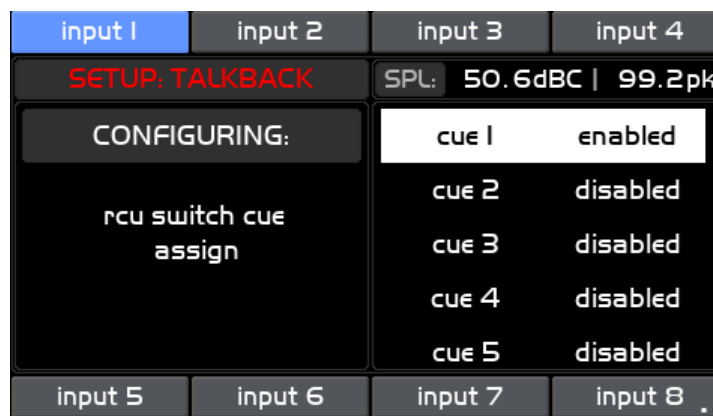 input 1 input 2 input 3 input 4
SETUP: TALKBACK SPL: 50.6dBC | 99.2pk
CONFIGURING:
rcu switch cue
assign
cue 1 enabled
cue 2 disabled
cue 3 disabled
cue 4 disabled
cue 5 disabled
input 5 input 6 input 7 input 8